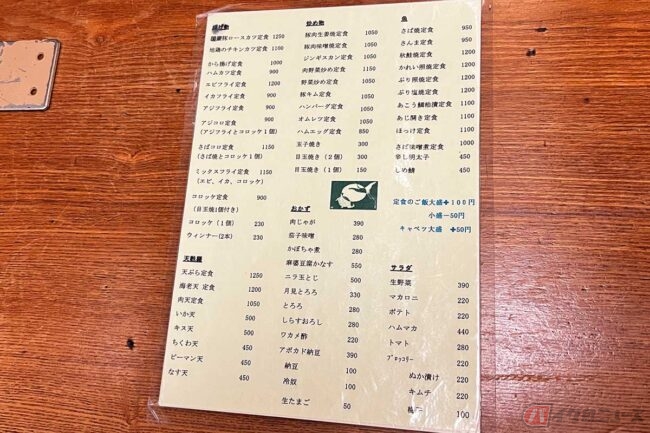 揚げ物
豚ロースカツ定食 1250
地鶏のチキンカツ定食 1100
から揚げ定食 1000
ハムカツ定食 900
エビフライ定食 1200
イカフライ定食 900
アジフライ定食 900
アジコロ定食 900
(アジフライとコロッケ1個)
さばコロ定食 1150
(さば焼とコロッケ1個)
ミックスフライ定食 1150
(エビ、イカ、コロッケ)
コロッケ定食 900
(目玉焼1個付き)
コロッケ(1個) 230
ウィンナー(2本) 230
天麩羅
天ぷら定食 1250
海老天 定食 1200
肉天定食 1050
いか天 500
キス天 500
ちくわ天 450
ピーマン天 450
なす天 450
炒め物
豚肉生姜焼定食 1050
豚肉味噌焼定食 1050
ジンギスカン定食 1050
肉野菜炒め定食 1150
野菜炒め定食 1050
豚キム定食 1050
ハンバーグ定食 1050
オムレツ定食 1050
ハムエッグ定食 850
玉子焼き 300
目玉焼き(2個) 300
目玉焼き(1個) 150
おかず
肉じゃが 390
茄子味噌 280
かぼちゃ煮 280
麻婆豆腐かなす 550
ニラ玉とじ 500
月見とろろ 330
とろろ 280
しらすおろし 280
ワカメ酢 220
アボカド納豆 390
納豆 100
冷奴 100
生たまご 50
魚
さば焼定食 950
さんま定食 950
秋鮭焼定食 1100
かれい照焼定食 1100
ぶり照焼定食 1100
ぶり塩焼定食 1100
あこう鯛粕漬定食 1100
あじ開き定食 1100
ほっけ定食 1100
さば味噌煮定食 1100
辛し明太子 450
しめ鯖 450
定食のご飯大盛+100円
小盛-50円
キャベツ大盛 +50円
サラダ
生野菜 390
マカロニ 220
ポテト 220
ハムマカ 440
トマト 280
ブロッコリー 220
ぬか漬け 220
キムチ 220
100